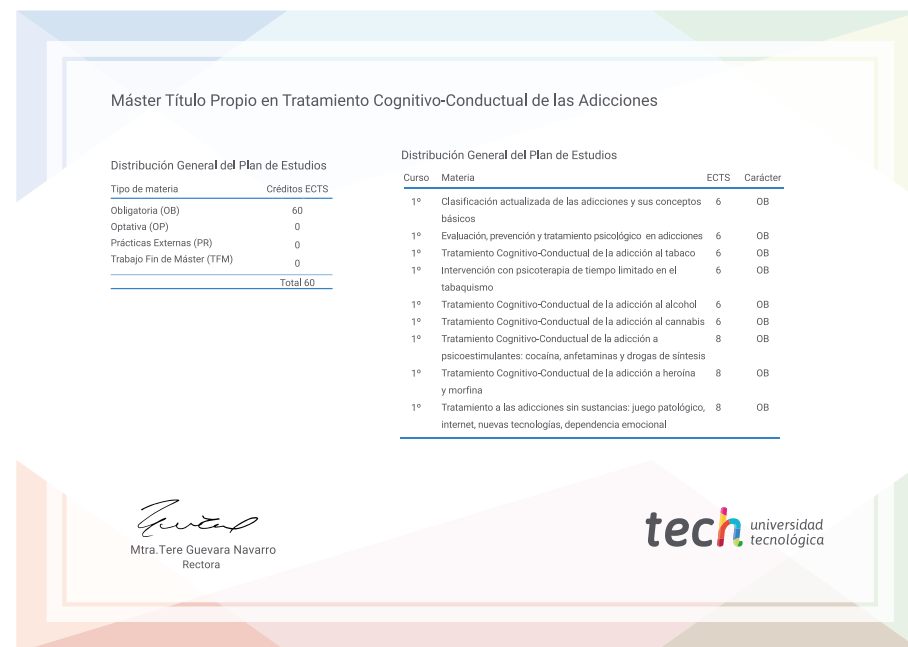 Máster Título Propio en Tratamiento Cognitivo-Conductual de las Adicciones
Distribución General del Plan de Estudios
Tipo de materia Créditos ECTS
Obligatoria (OB) 60
Optativa (OP) 0
Prácticas Externas (PR) 0
Trabajo Fin de Máster (TFM) 0
Total 60
Distribución General del Plan de Estudios
Curso Materia ECTS Carácter
1º Clasificación actualizada de las adicciones y sus conceptos 6 OB
básicos
1º Evaluación, prevención y tratamiento psicológico en adicciones 6 OB
1º Tratamiento Cognitivo-Conductual de la adicción al tabaco 6 OB
1º Intervención con psicoterapia de tiempo limitado en el 6 OB
tabaquismo
1º Tratamiento Cognitivo-Conductual de la adicción al alcohol 6 OB
1º Tratamiento Cognitivo-Conductual de la adicción al cannabis 6 OB
1º Tratamiento Cognitivo-Conductual de la adicción a 8 OB
psicoestimulantes: cocaína, anfetaminas y drogas de síntesis
1º Tratamiento Cognitivo-Conductual de la adicción a heroína 8 OB
y morfina
1º Tratamiento a las adicciones sin sustancias: juego patológico, 8 OB
internet, nuevas tecnologías, dependencia emocional
Mtra.Tere Guevara Navarro
Rectora
tech universidad
tecnológica